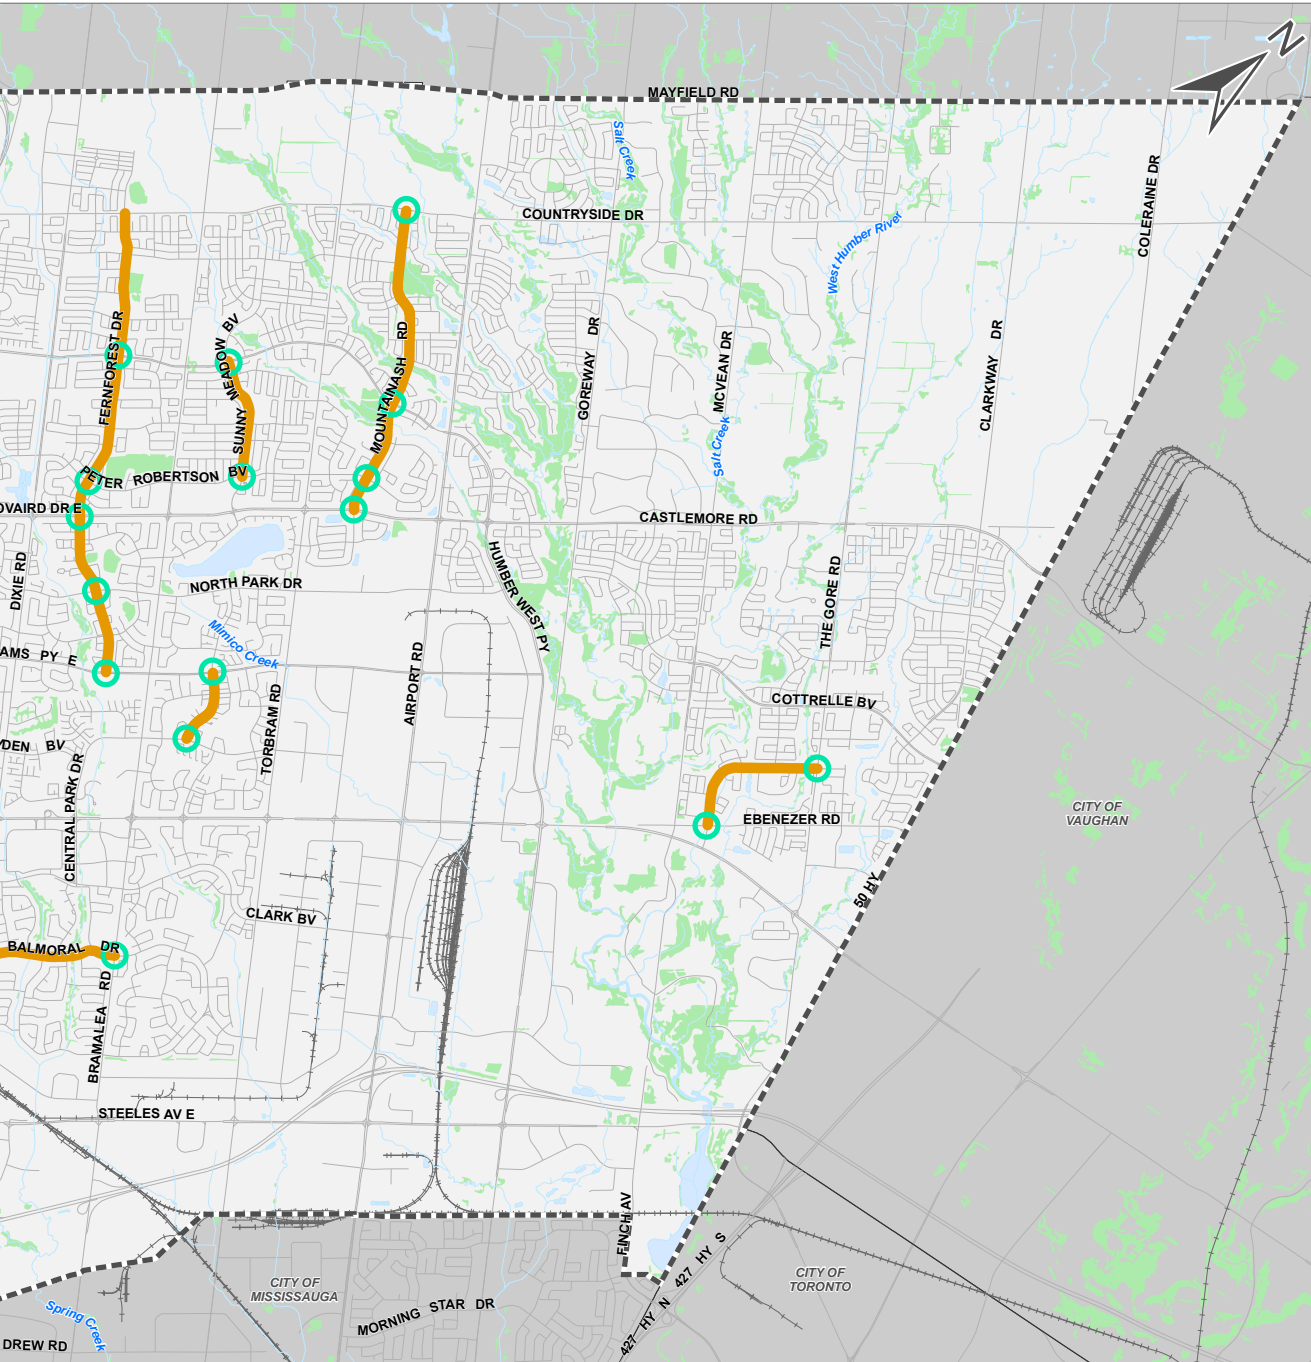 N
MAYFIELD RD
Salt Creek
COLERAINE DR
COUNTRYSIDE DR
West Humber River
FERNFOREST DR
SUNNY MEADOW BV
MOUNTAINASH RD
GOREWAY DR
MCVEAN DR
CLARKWAY DR
Salt Creek
PETER ROBERTSON BV
OVAIRD DR E
CASTLEMORE RD
DIXIE RD
NORTH PARK DR
HUMBER WEST PY
THE GORE RD
Mimico Creek
AMS PY E
AIRPORT RD
TORBRAM RD
COTTRELLE BV
DEN BV
CENTRAL PARK DR
EBENEZER RD
CITY OF
VAUGHAN
50 HY
CLARK BV
BALMORAL DR
BRAMALEA RD
STEELES AV E
FINCH AV
427 HY S
CITY OF
MISSISSAUGA
CITY OF
TORONTO
Spring Creek
MORNING STAR DR
427 HY N
DREW RD